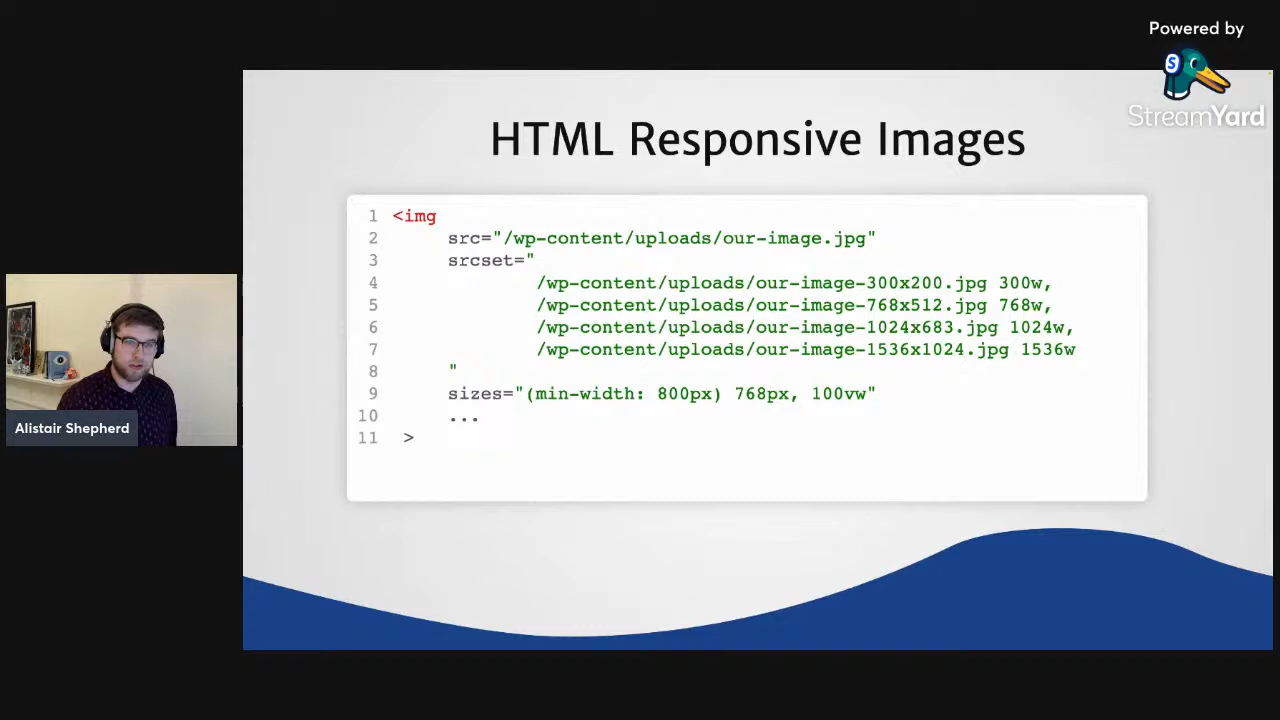 Powered by
StreamYard
HTML Responsive Images
1 <img
2 src="/wp-content/uploads/our-image.jpg"
3 srcset="
4 /wp-content/uploads/our-image-300x200.jpg 300w,
5 /wp-content/uploads/our-image-768x512.jpg 768w,
6 /wp-content/uploads/our-image-1024x683.jpg 1024w,
7 /wp-content/uploads/our-image-1536x1024.jpg 1536w
8 "
9 sizes="(min-width: 800px) 768px, 100vw"
10 ...
11 >
Alistair Shepherd